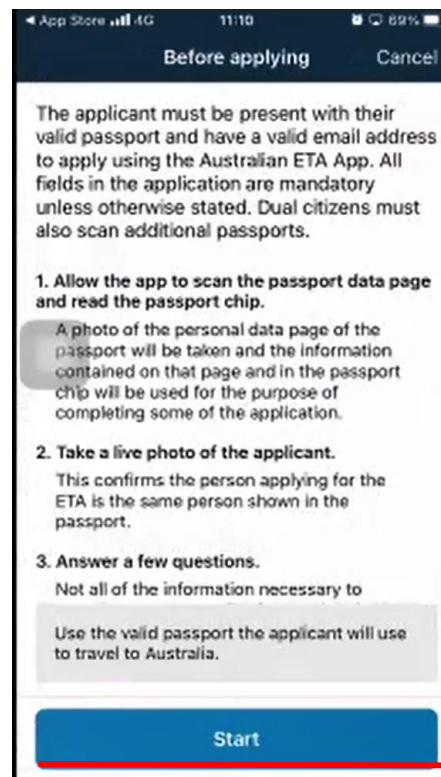 App Store 4G 11:10 69%
Before applying Cancel
The applicant must be present with their
valid passport and have a valid email address
to apply using the Australian ETA App. All
fields in the application are mandatory
unless otherwise stated. Dual citizens must
also scan additional passports.
1. Allow the app to scan the passport data page
and read the passport chip.
A photo of the personal data page of the
passport will be taken and the information
contained on that page and in the passport
chip will be used for the purpose of
completing some of the application.
2. Take a live photo of the applicant.
This confirms the person applying for the
ETA is the same person shown in the
passport.
3. Answer a few questions.
Not all of the information necessary to
Use the valid passport the applicant will use
to travel to Australia.
Start